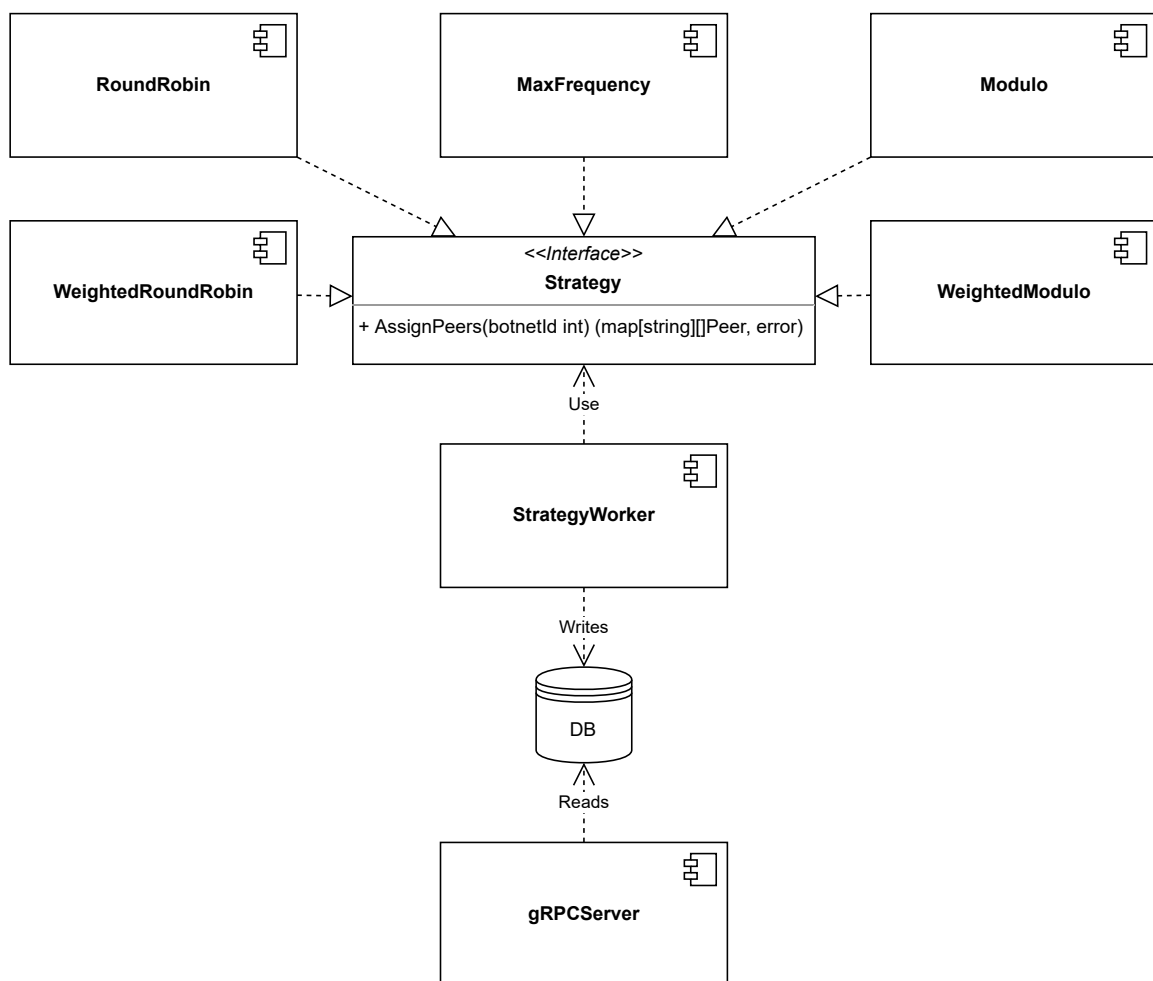 RoundRobin
MaxFrequency
Modulo
WeightedRoundRobin
<<Interface>>
Strategy
+ AssignPeers(botnetId int) (map[string][]Peer, error)
WeightedModulo
Use
StrategyWorker
Writes
DB
Reads
gRPCServer